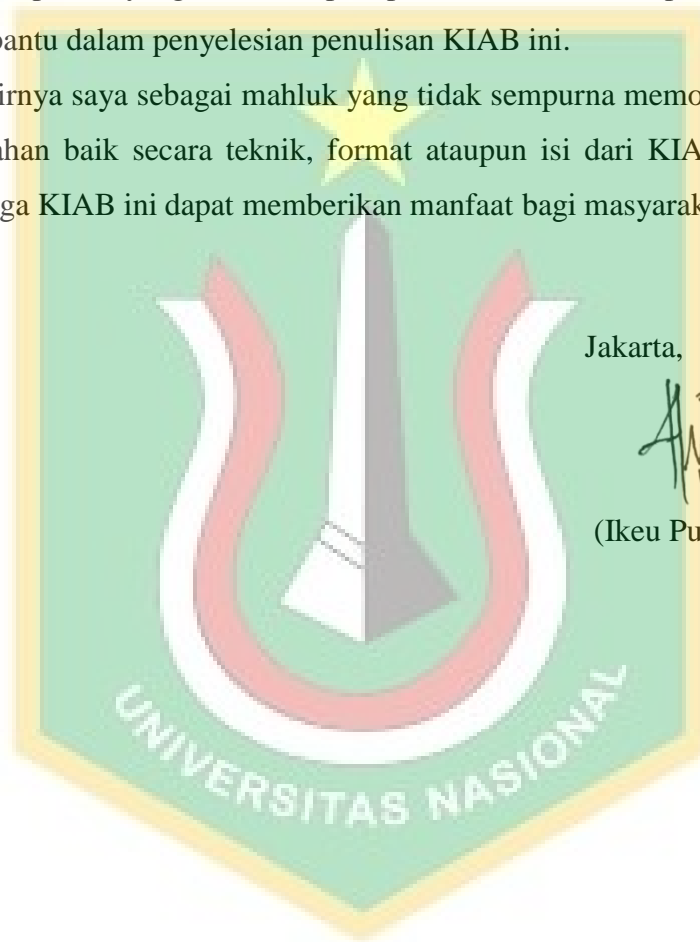 bantu dalam penyelesian penulisan KIAB ini.
irnya saya sebagai mahluk yang tidak sempurna memo
ahan baik secara teknik, format ataupun isi dari KIA
ga KIAB ini dapat memberikan manfaat bagi masyarak
Jakarta,
(Ikeu Pu
UNIVERSITAS NASIONAL